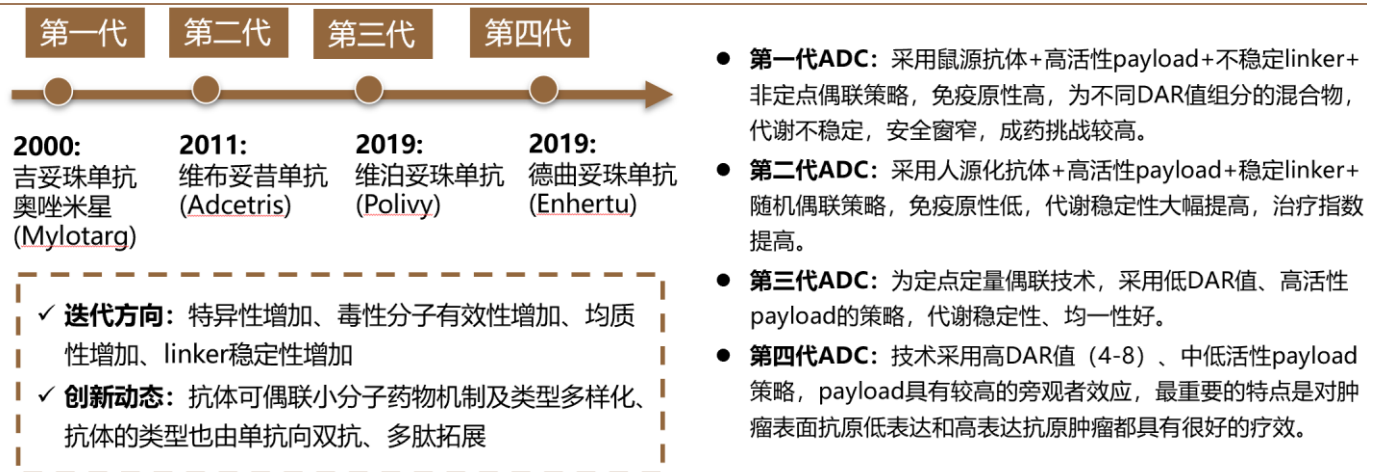 第一代
第二代
第三代
第四代
2000:
吉妥珠单抗
奥唑米星
(Mylotarg)
2011:
维布妥昔单抗
(Adcetris)
2019:
维泊妥珠单抗
(Polivy)
2019:
德曲妥珠单抗
(Enhertu)
✓ 迭代方向：特异性增加、毒性分子有效性增加、均质
性增加、linker稳定性增加
✓ 创新动态：抗体可偶联小分子药物机制及类型多样化、
抗体的类型也由单抗向双抗、多肽拓展
● 第一代ADC：采用鼠源抗体+高活性payload+不稳定linker+
非定点偶联策略，免疫原性高，为不同DAR值组分的混合物，
代谢不稳定，安全窗窄，成药挑战较高。
● 第二代ADC：采用人源化抗体+高活性payload+稳定linker+
随机偶联策略，免疫原性低，代谢稳定性大幅提高，治疗指数
提高。
● 第三代ADC：为定点定量偶联技术，采用低DAR值、高活性
payload的策略，代谢稳定性、均一性好。
● 第四代ADC：技术采用高DAR值（4-8）、中低活性payload
策略，payload具有较高的旁观者效应，最重要的特点是对肿
瘤表面抗原低表达和高表达抗原肿瘤都具有很好的疗效。